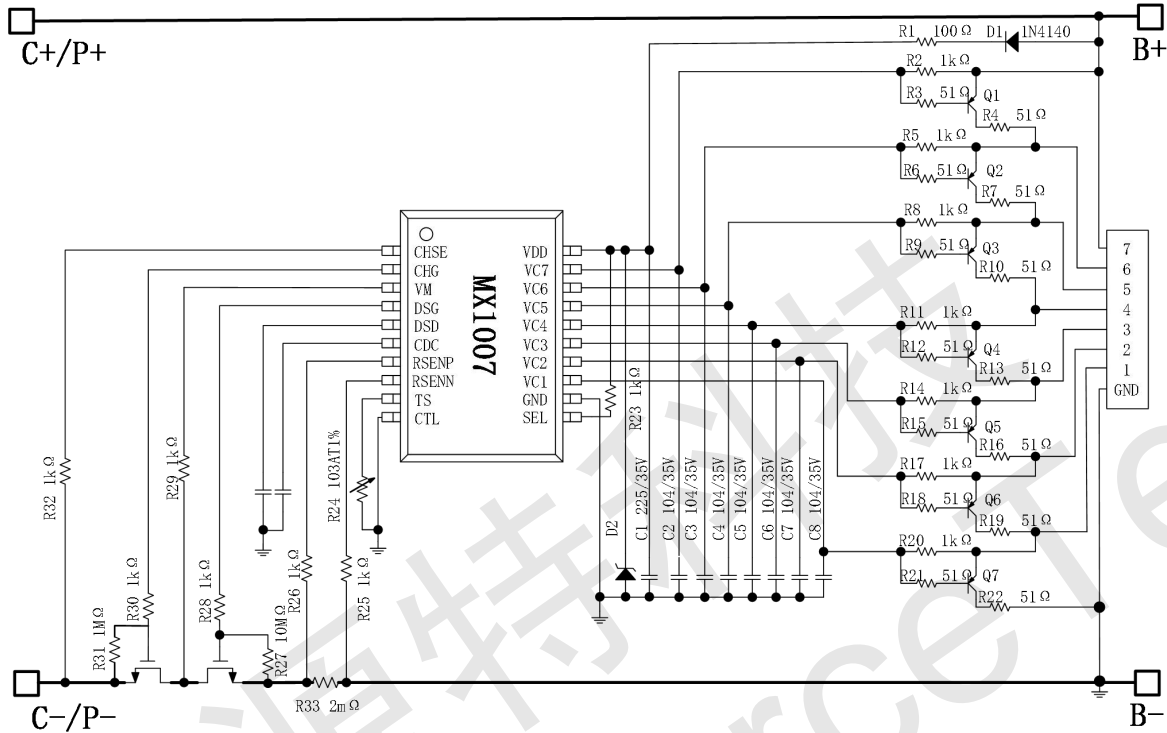 C+/P+
B+
R1 100Ω D1 1N4140
R2 1kΩ
R3 51Ω Q1
R4 51Ω
R5 1kΩ
R6 51Ω Q2
R7 51Ω
R8 1kΩ
R9 51Ω Q3
R10 51Ω
R11 1kΩ
R12 51Ω Q4
R13 51Ω
R14 1kΩ
R15 51Ω Q5
R16 51Ω
R17 1kΩ
R18 51Ω Q6
R19 51Ω
R20 1kΩ
R21 51Ω Q7
R22 51Ω
7
6
5
4
3
2
1
GND
MX1007
CHSE
CHG
VM
DSG
DSD
CDC
RSENP
RSENN
TS
CTL
VDD
VC7
VC6
VC5
VC4
VC3
VC2
VC1
GND
SEL
R23 1kΩ
R32 1kΩ
R29 1kΩ
R24 103AT1%
D2
C1 225/35V
C2 104/35V
C3 104/35V
C4 104/35V
C5 104/35V
C6 104/35V
C7 104/35V
C8 104/35V
R31 1MΩ
R30 1kΩ
R28 1kΩ
R27 10MΩ
R26 1kΩ
R25 1kΩ
R33 2mΩ
C-/P-
B-
源特科技
rceTe